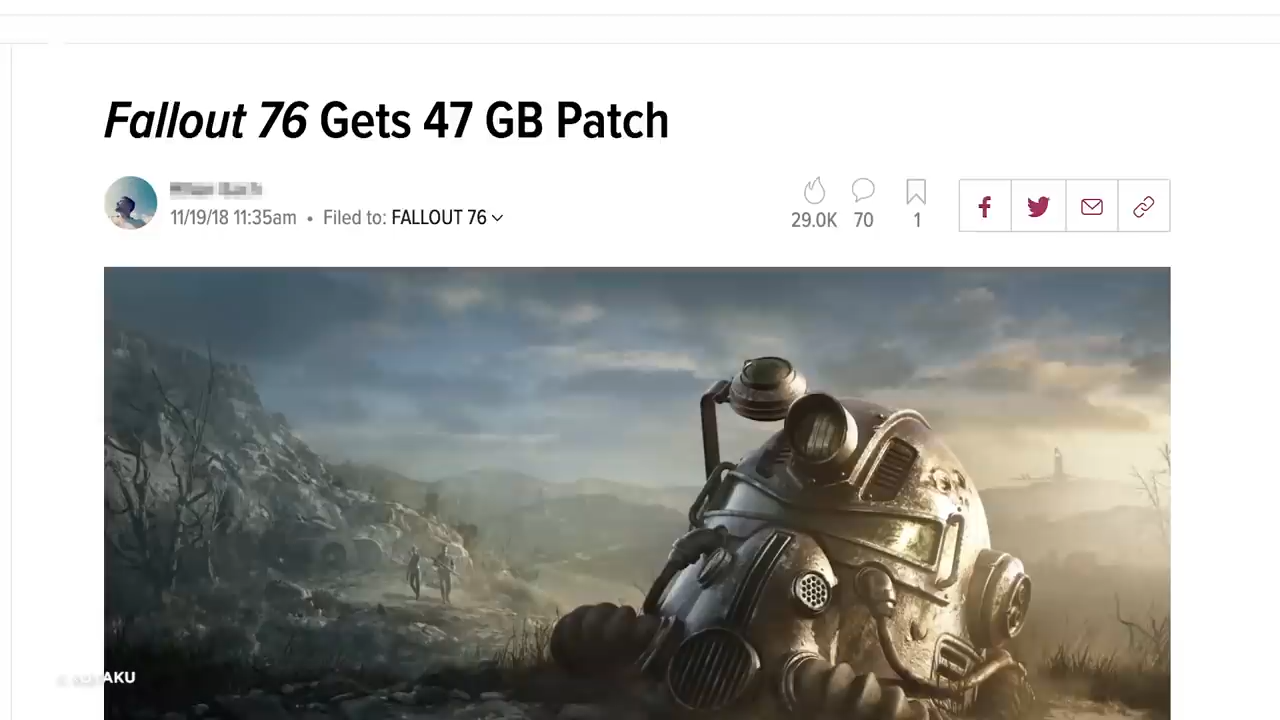 Fallout 76 Gets 47 GB Patch
11/19/18 11:35am • Filed to: FALLOUT 76
29.0K 70 1
KOTAKU